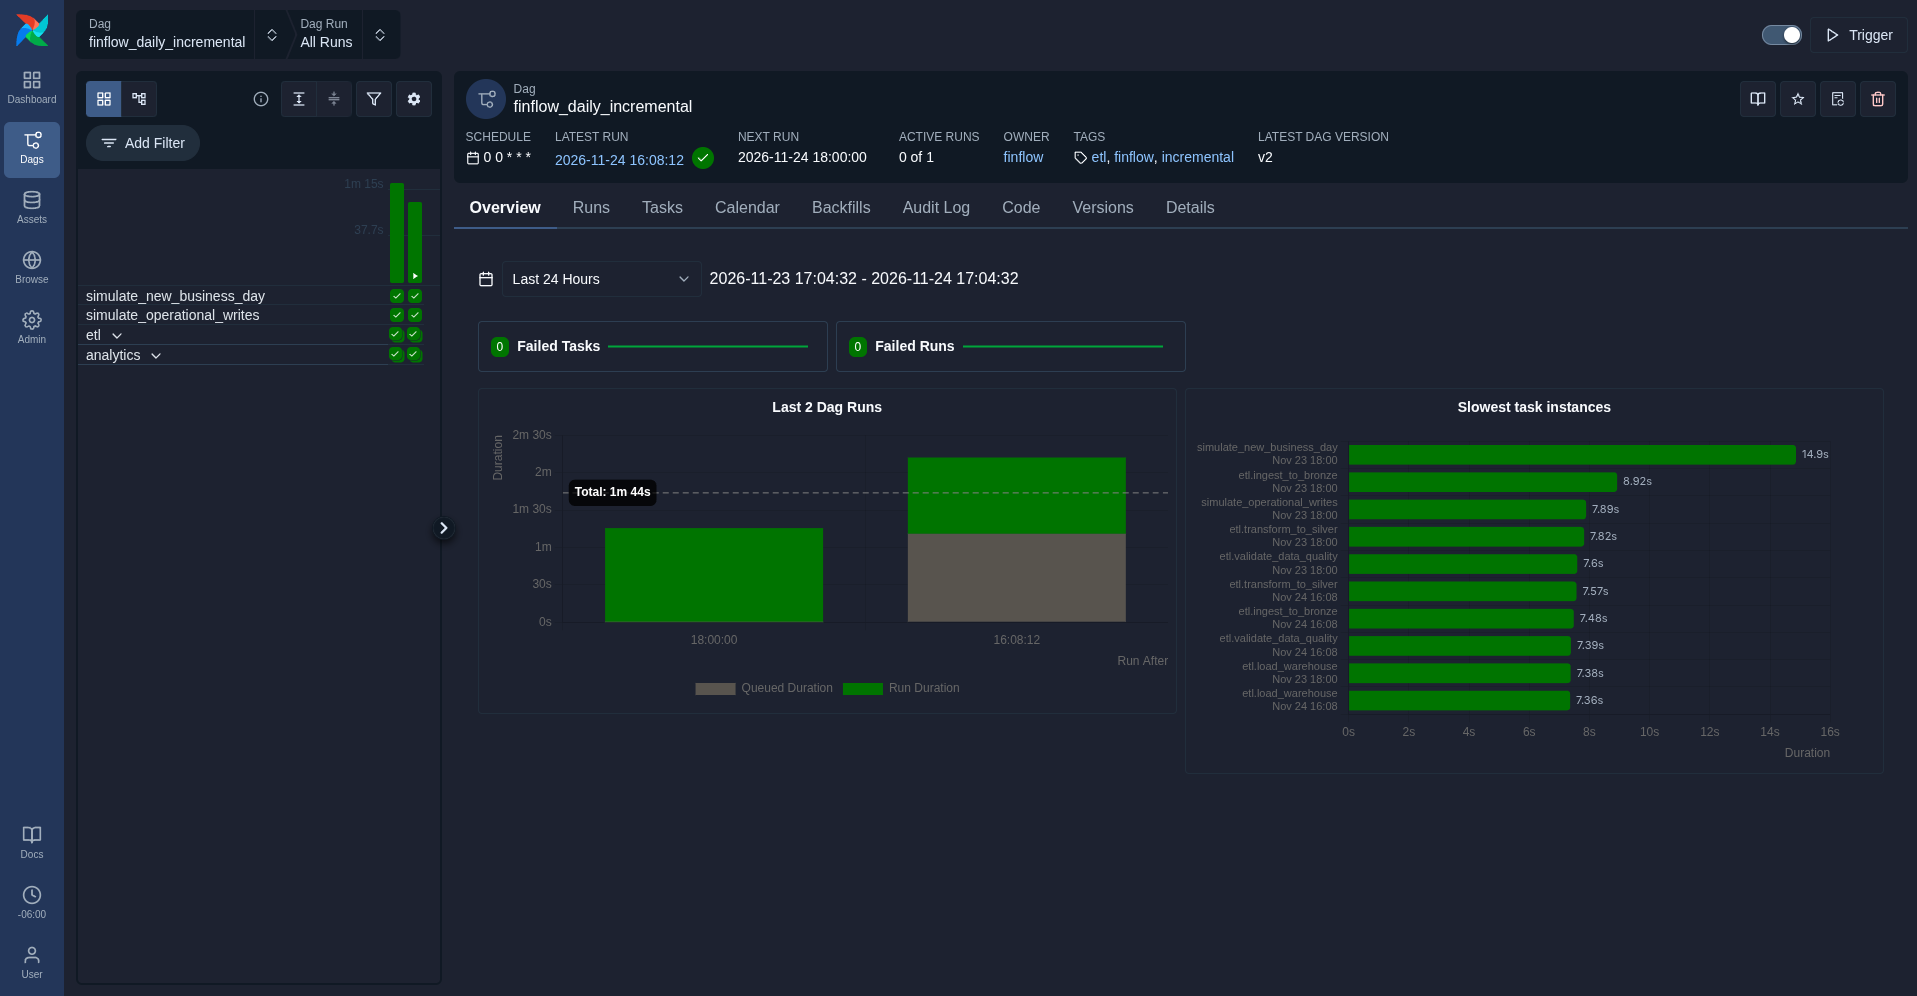 Dag
finflow_daily_incremental
Dag Run
All Runs
Trigger
Dashboard
Dags
Assets
Browse
Admin
Docs
-06:00
User
Add Filter
1m 15s
37.7s
simulate_new_business_day
simulate_operational_writes
etl
analytics
Dag
finflow_daily_incremental
SCHEDULE
0 0 * * *
LATEST RUN
2026-11-24 16:08:12
NEXT RUN
2026-11-24 18:00:00
ACTIVE RUNS
0 of 1
OWNER
finflow
TAGS
etl, finflow, incremental
LATEST DAG VERSION
v2
Overview
Runs
Tasks
Calendar
Backfills
Audit Log
Code
Versions
Details
Last 24 Hours
2026-11-23 17:04:32 - 2026-11-24 17:04:32
0 Failed Tasks
0 Failed Runs
Last 2 Dag Runs
Duration
2m 30s
2m
1m 30s
1m
30s
0s
Total: 1m 44s
18:00:00
16:08:12
Run After
Queued Duration
Run Duration
Slowest task instances
simulate_new_business_day
Nov 23 18:00
14.9s
etl.ingest_to_bronze
Nov 23 18:00
8.92s
simulate_operational_writes
Nov 23 18:00
7.89s
etl.transform_to_silver
Nov 23 18:00
7.82s
etl.validate_data_quality
Nov 23 18:00
7.6s
etl.transform_to_silver
Nov 24 16:08
7.57s
etl.ingest_to_bronze
Nov 24 16:08
7.48s
etl.validate_data_quality
Nov 24 16:08
7.39s
etl.load_warehouse
Nov 23 18:00
7.38s
etl.load_warehouse
Nov 24 16:08
7.36s
0s
2s
4s
6s
8s
10s
12s
14s
16s
Duration